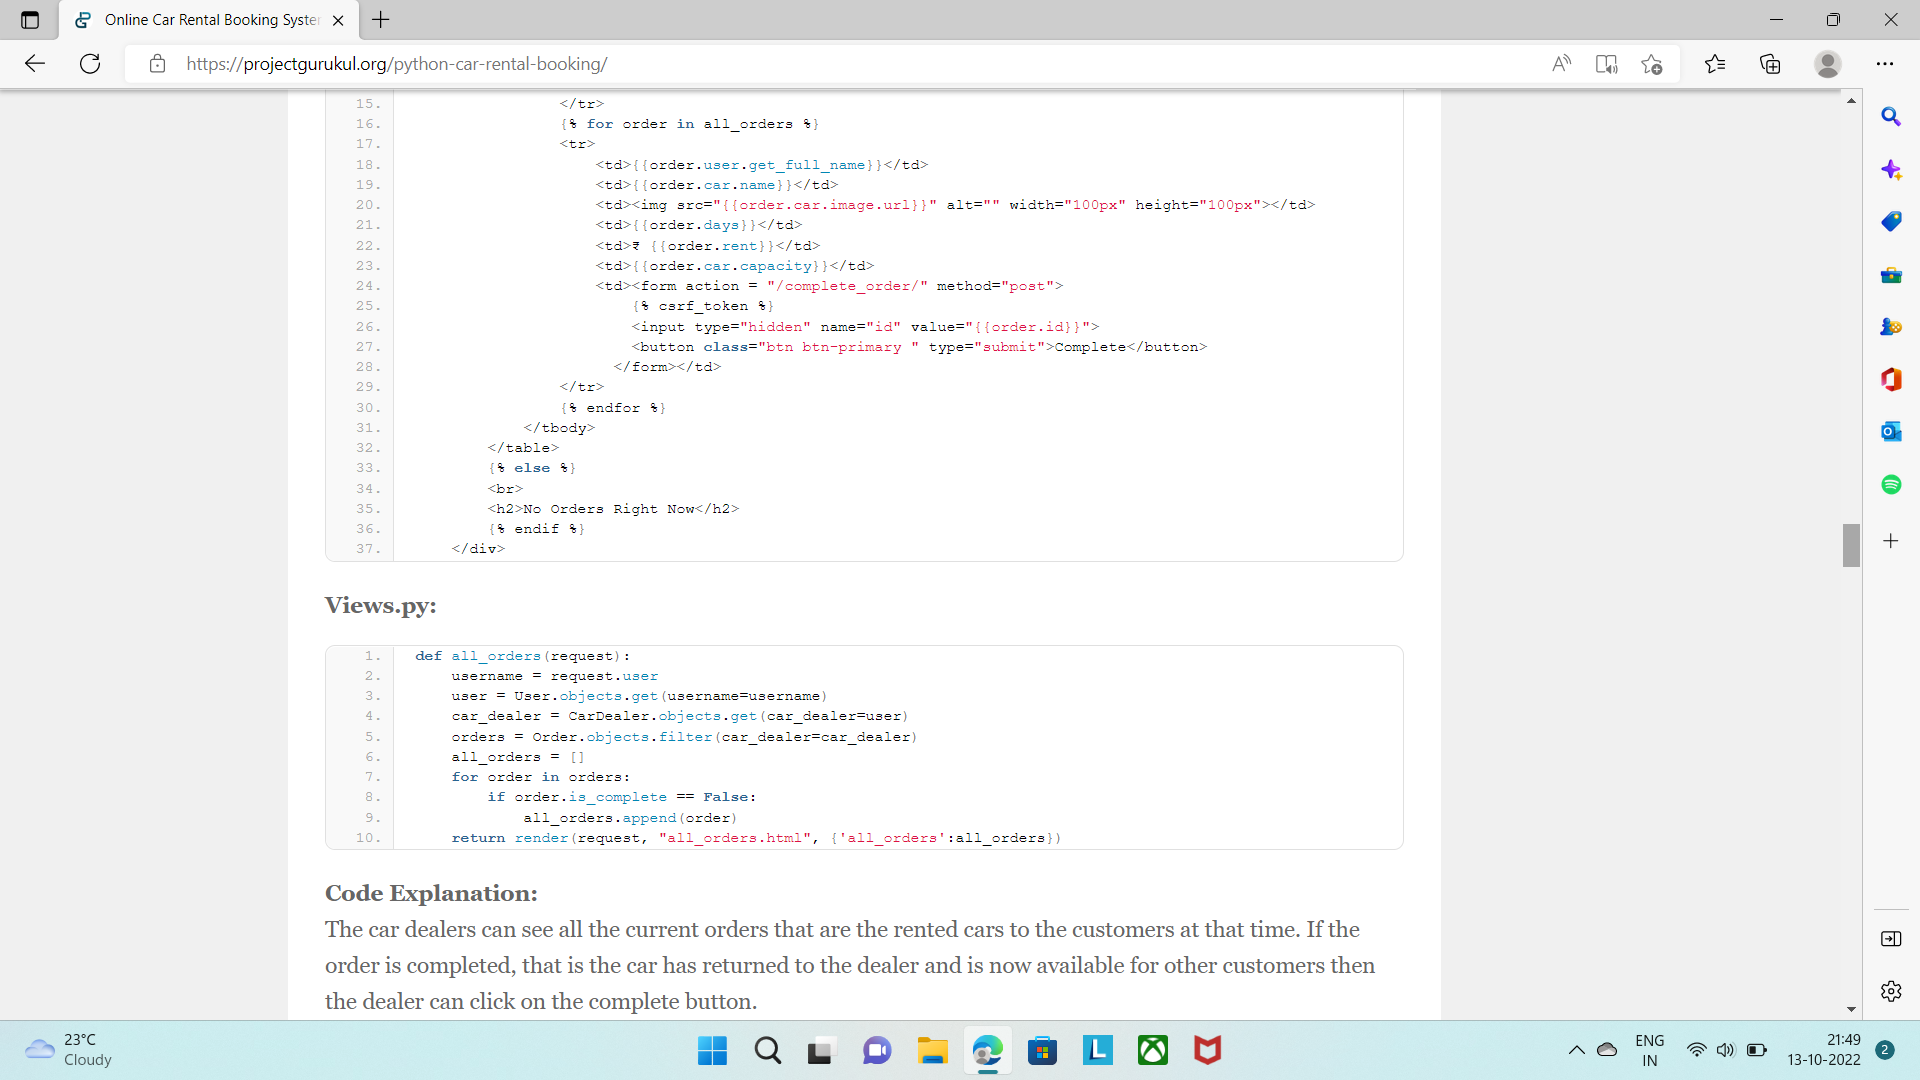 Online Car Rental Booking Syste
https://projectgurukul.org/python-car-rental-booking/
15. </tr>
16. {% for order in all_orders %}
17. <tr>
18. <td>{{order.user.get_full_name}}</td>
19. <td>{{order.car.name}}</td>
20. <td><img src="{{order.car.image.url}}" alt="" width="100px" height="100px"></td>
21. <td>{{order.days}}</td>
22. <td>₹ {{order.rent}}</td>
23. <td>{{order.car.capacity}}</td>
24. <td><form action = "/complete_order/" method="post">
25. {% csrf_token %}
26. <input type="hidden" name="id" value="{{order.id}}">
27. <button class="btn btn-primary " type="submit">Complete</button>
28. </form></td>
29. </tr>
30. {% endfor %}
31. </tbody>
32. </table>
33. {% else %}
34. <br>
35. <h2>No Orders Right Now</h2>
36. {% endif %}
37. </div>
Views.py:
1. def all_orders(request):
2. username = request.user
3. user = User.objects.get(username=username)
4. car_dealer = CarDealer.objects.get(car_dealer=user)
5. orders = Order.objects.filter(car_dealer=car_dealer)
6. all_orders = []
7. for order in orders:
8. if order.is_complete == False:
9. all_orders.append(order)
10. return render(request, "all_orders.html", {'all_orders':all_orders})
Code Explanation:
The car dealers can see all the current orders that are the rented cars to the customers at that time. If the
order is completed, that is the car has returned to the dealer and is now available for other customers then
the dealer can click on the complete button.
23°C
Cloudy
ENG
IN
21:49
13-10-2022
2